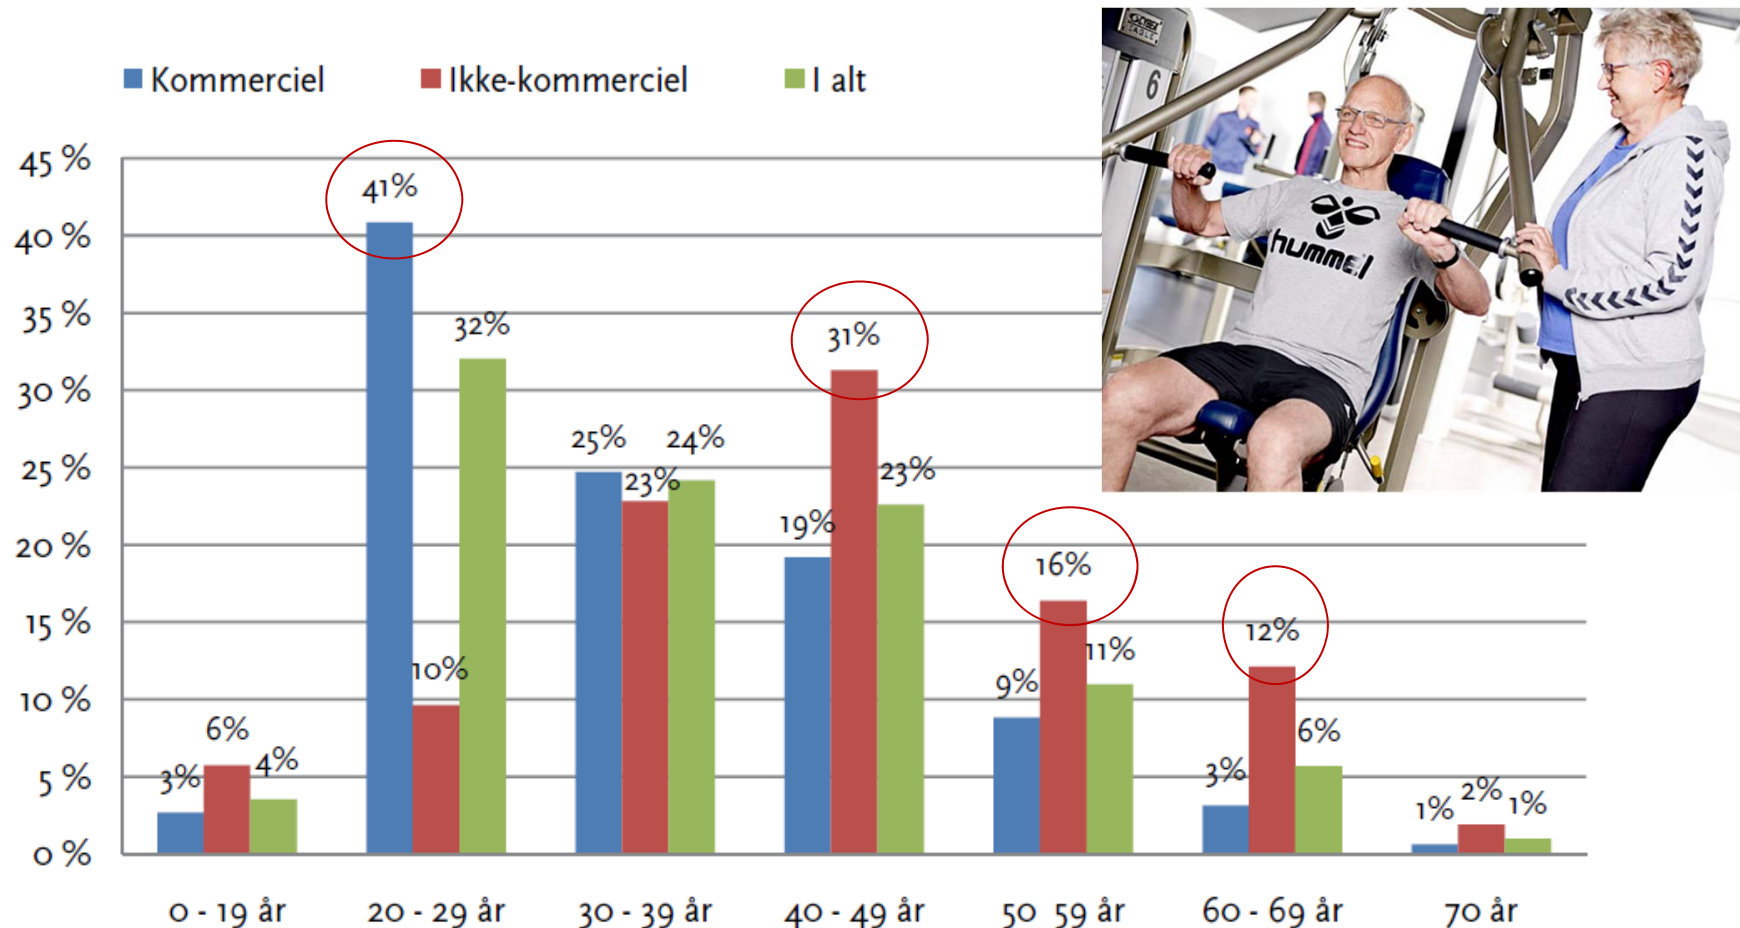 Kommerciel
Ikke-kommerciel
I alt
45 %
40 %
35 %
30 %
25 %
20 %
15 %
10 %
5 %
0 %
3%
6%
4%
41%
10%
32%
25%
23%
24%
19%
31%
23%
9%
16%
11%
3%
12%
6%
1%
2%
1%
0 - 19 år
20 - 29 år
30 - 39 år
40 - 49 år
50 59 år
60 - 69 år
70 år
CYBEX
EAGLE
6
hummel